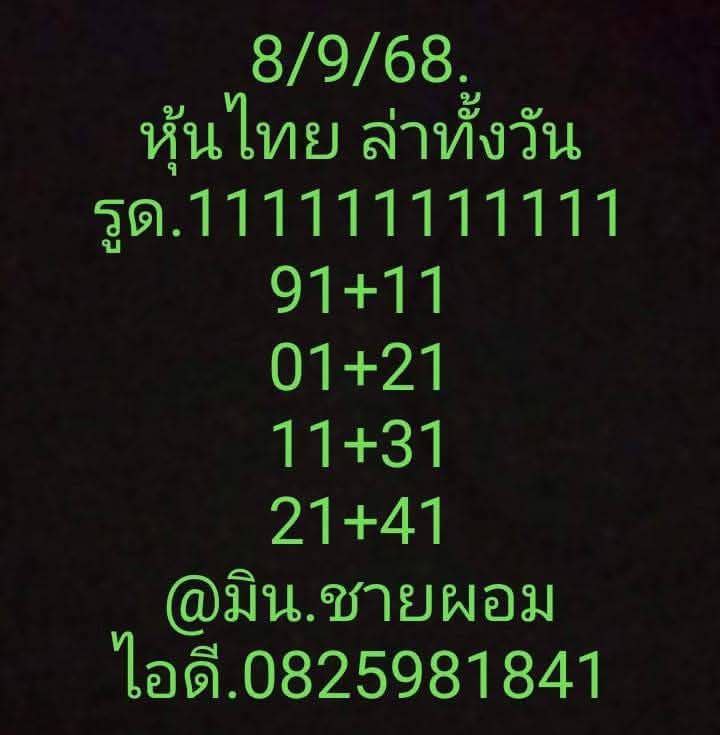 8/9/68.
หุ้นไทย ล่าทั้งวัน
รูด.111111111111
91+11
01+21
11+31
21+41
@มิน.ชายผอม
ไอดี.0825981841